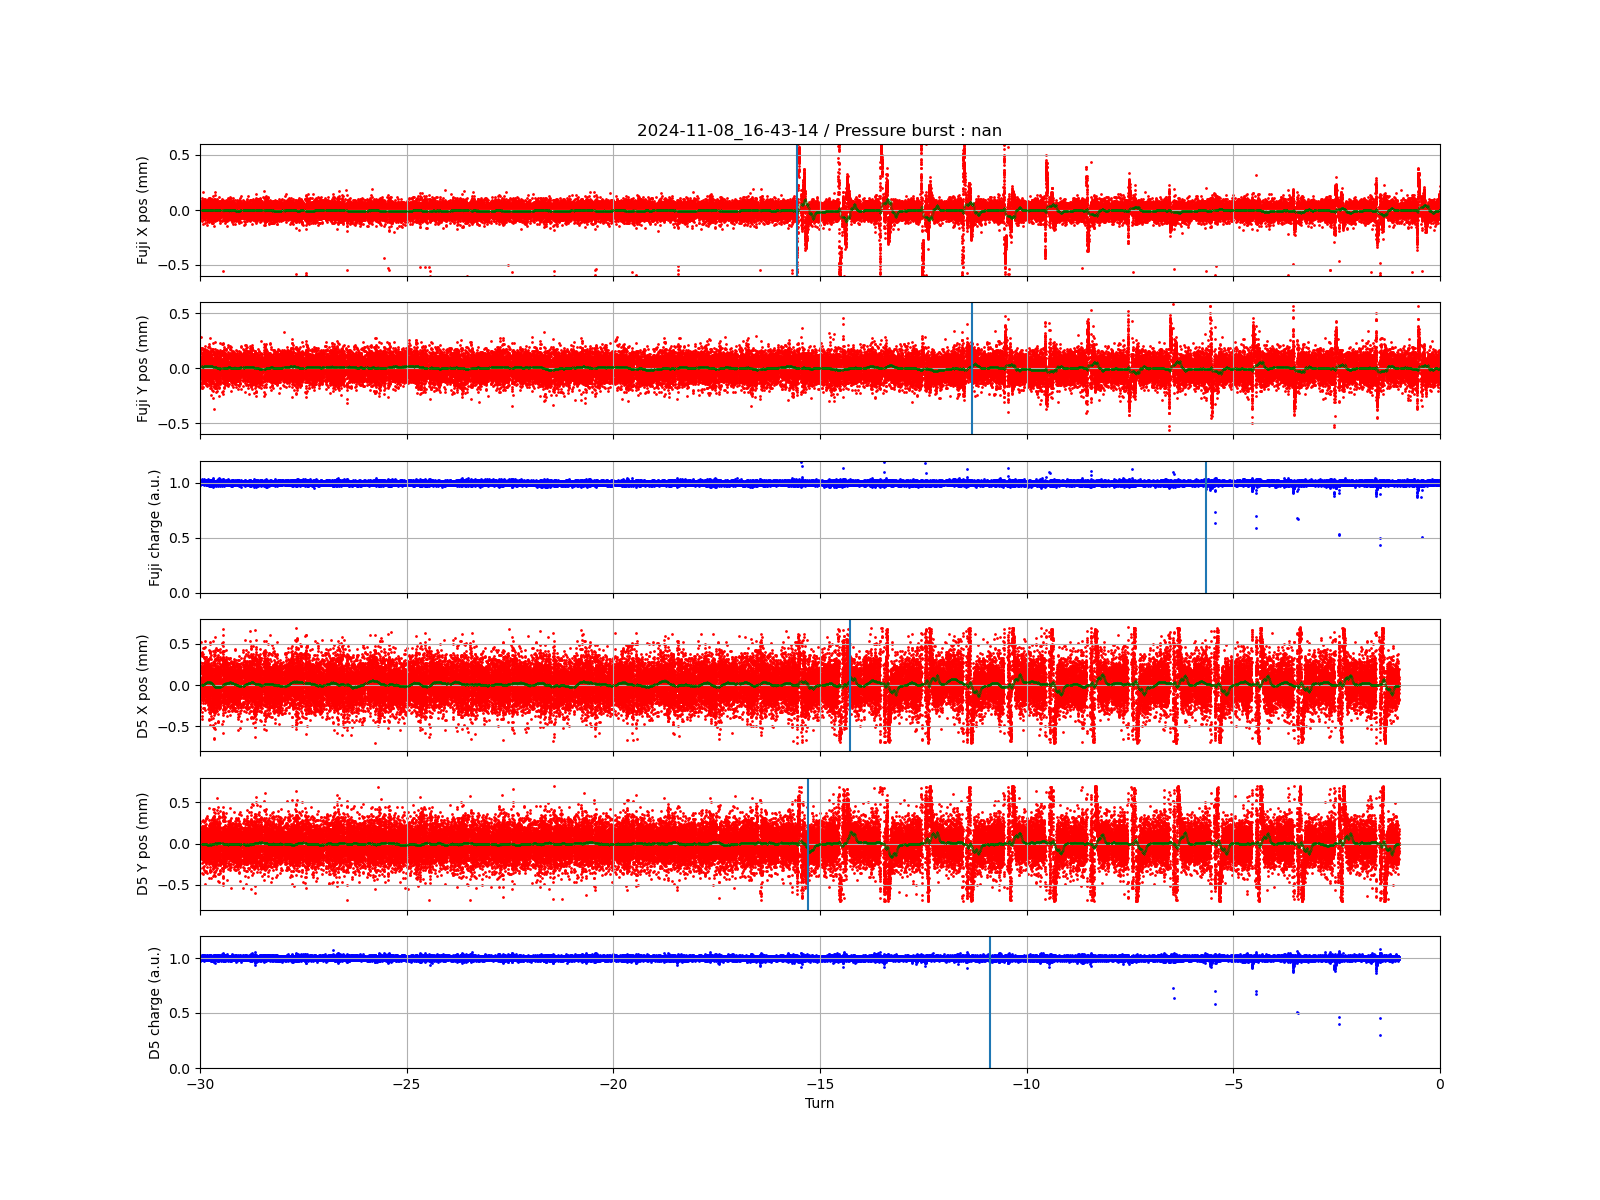 2024-11-08_16-43-14 / Pressure burst : nan
0.5
0.0
−0.5
Fuji X pos (mm)
0.5
0.0
−0.5
Fuji Y pos (mm)
1.0
0.5
0.0
Fuji charge (a.u.)
0.5
0.0
−0.5
D5 X pos (mm)
0.5
0.0
−0.5
D5 Y pos (mm)
1.0
0.5
0.0
D5 charge (a.u.)
−30 −25 −20 −15 −10 −5 0
Turn